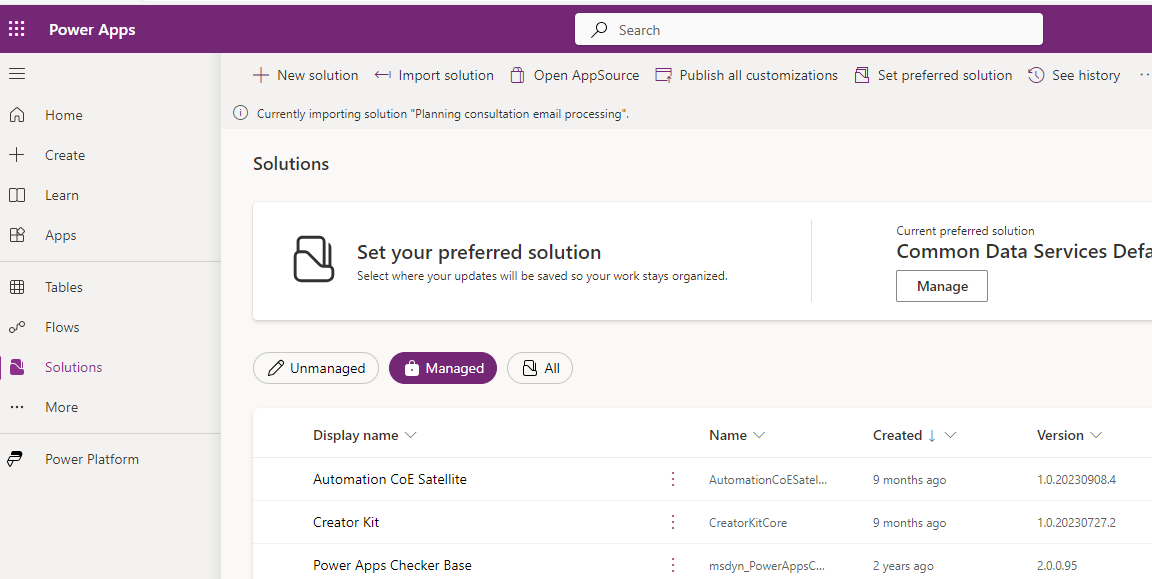 Power Apps
Search
New solution Import solution Open AppSource Publish all customizations Set preferred solution See history ...
Currently importing solution "Planning consultation email processing".
Home
Create
Learn
Apps
Tables
Flows
Solutions
More
Power Platform
Solutions
Set your preferred solution
Select where your updates will be saved so your work stays organized.
Current preferred solution
Common Data Services Defa
Manage
Unmanaged Managed All
Display name Name Created ↓ Version
Automation CoE Satellite AutomationCoESatel... 9 months ago 1.0.20230908.4
Creator Kit CreatorKitCore 9 months ago 1.0.20230727.2
Power Apps Checker Base msdyn_PowerAppsC... 2 years ago 2.0.0.95